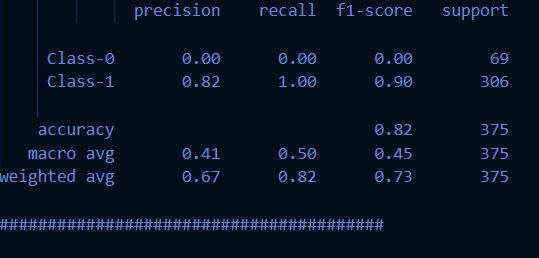 precision recall f1-score support
Class-0 0.00 0.00 0.00 69
Class-1 0.82 1.00 0.90 306
accuracy 0.82 375
macro avg 0.41 0.50 0.45 375
weighted avg 0.67 0.82 0.73 375
########################################